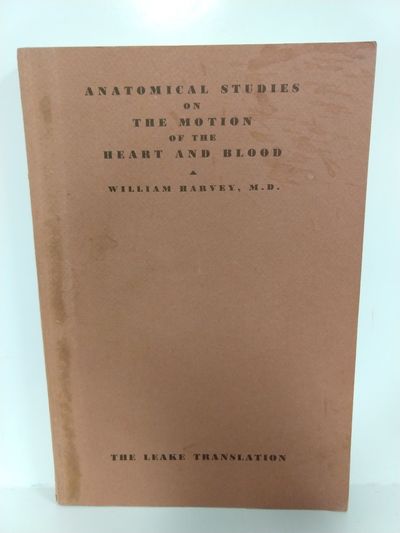 ANATOMICAL STUDIES
ON
THE MOTION
OF THE
HEART AND BLOOD
WILLIAM HARVEY, M.D.
THE LEAKE TRANSLATION